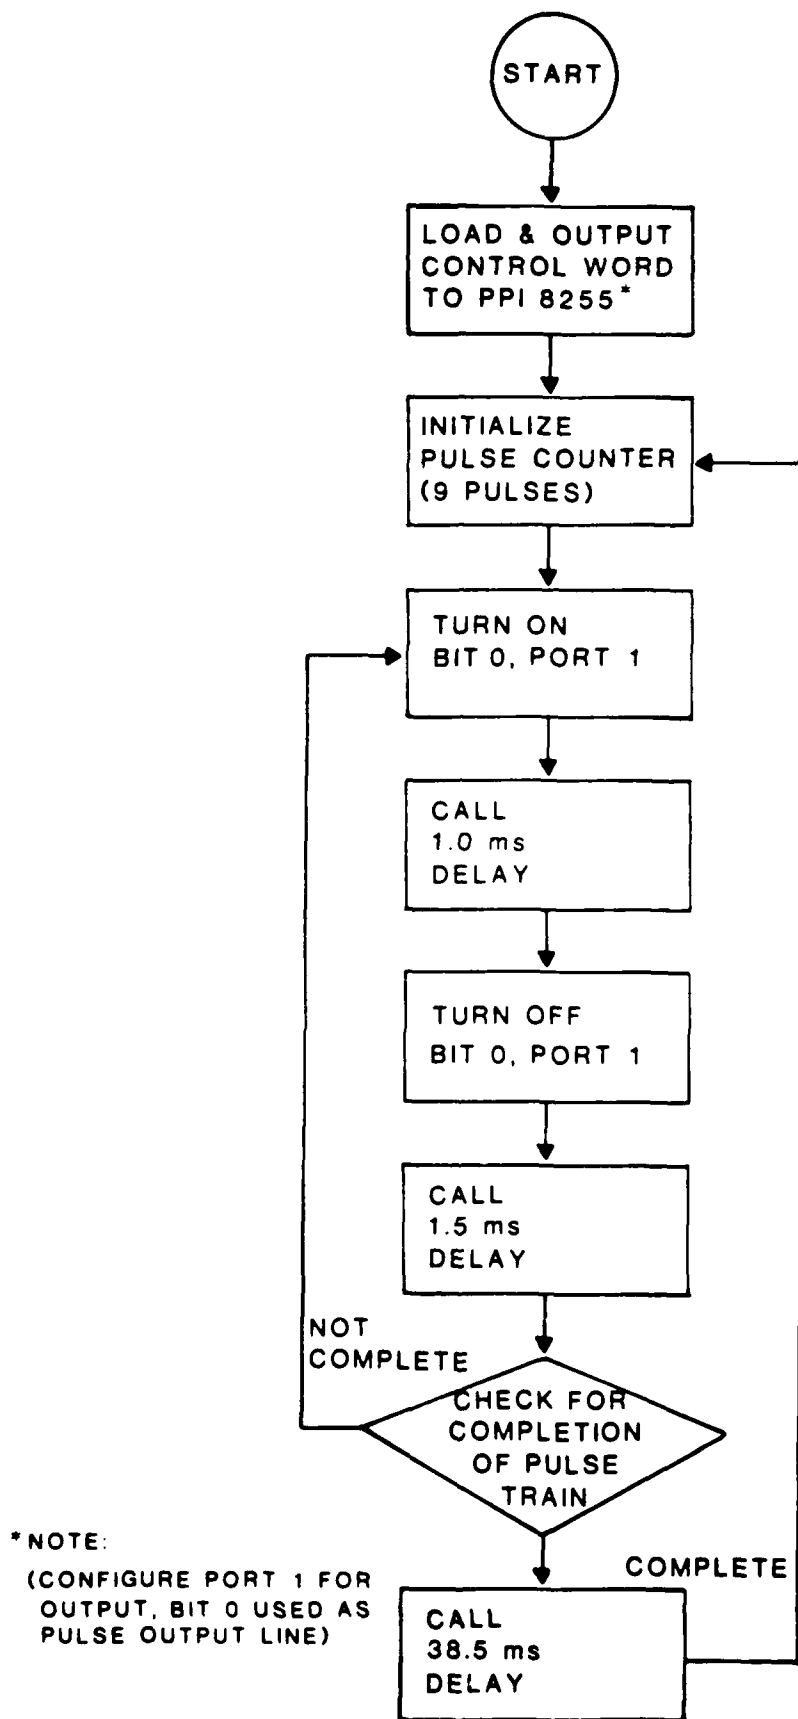 START
LOAD & OUTPUT
CONTROL WORD
TO PPI 8255*
INITIALIZE
PULSE COUNTER
(9 PULSES)
TURN ON
BIT 0, PORT 1
CALL
1.0 ms
DELAY
TURN OFF
BIT 0, PORT 1
CALL
1.5 ms
DELAY
NOT
COMPLETE
CHECK FOR
COMPLETION
OF PULSE
TRAIN
COMPLETE
CALL
38.5 ms
DELAY
*NOTE:
(CONFIGURE PORT 1 FOR
OUTPUT, BIT 0 USED AS
PULSE OUTPUT LINE)